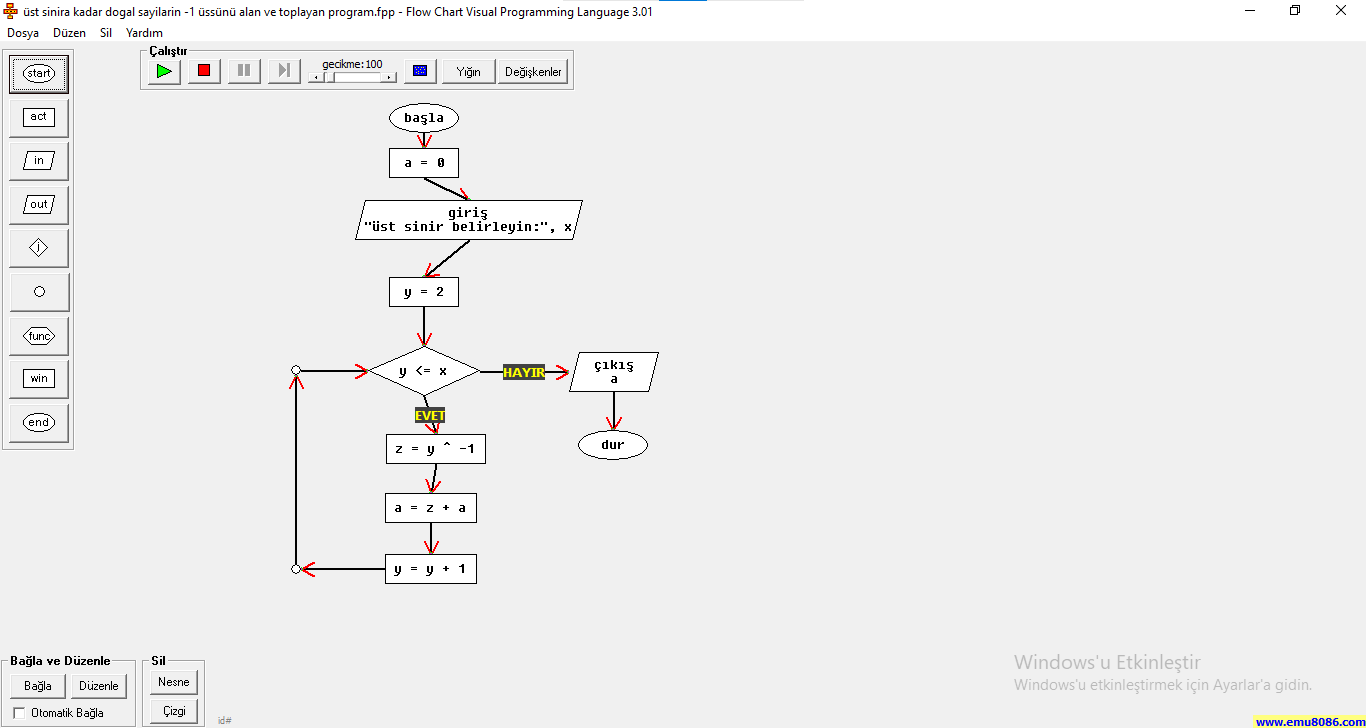 üst sinira kadar dogal sayilarin -1 üssünü alan ve toplayan program.fpp - Flow Chart Visual Programming Language 3.01
Dosya Düzen Sil Yardım
Çalıştır
gecikme:100
Yığın
Değişkenler
start
act
in
out
j
func
win
end
başla
a = 0
giriş
"üst sinir belirleyin:", x
y = 2
y <= x
HAYIR
çıkış
a
EVET
dur
z = y ^ -1
a = z + a
y = y + 1
Bağla ve Düzenle
Bağla
Düzenle
Otomatik Bağla
Sil
Nesne
Çizgi
id#
Windows'u Etkinleştir
Windows'u etkinleştirmek için Ayarlar'a gidin.
www.emu8086.com